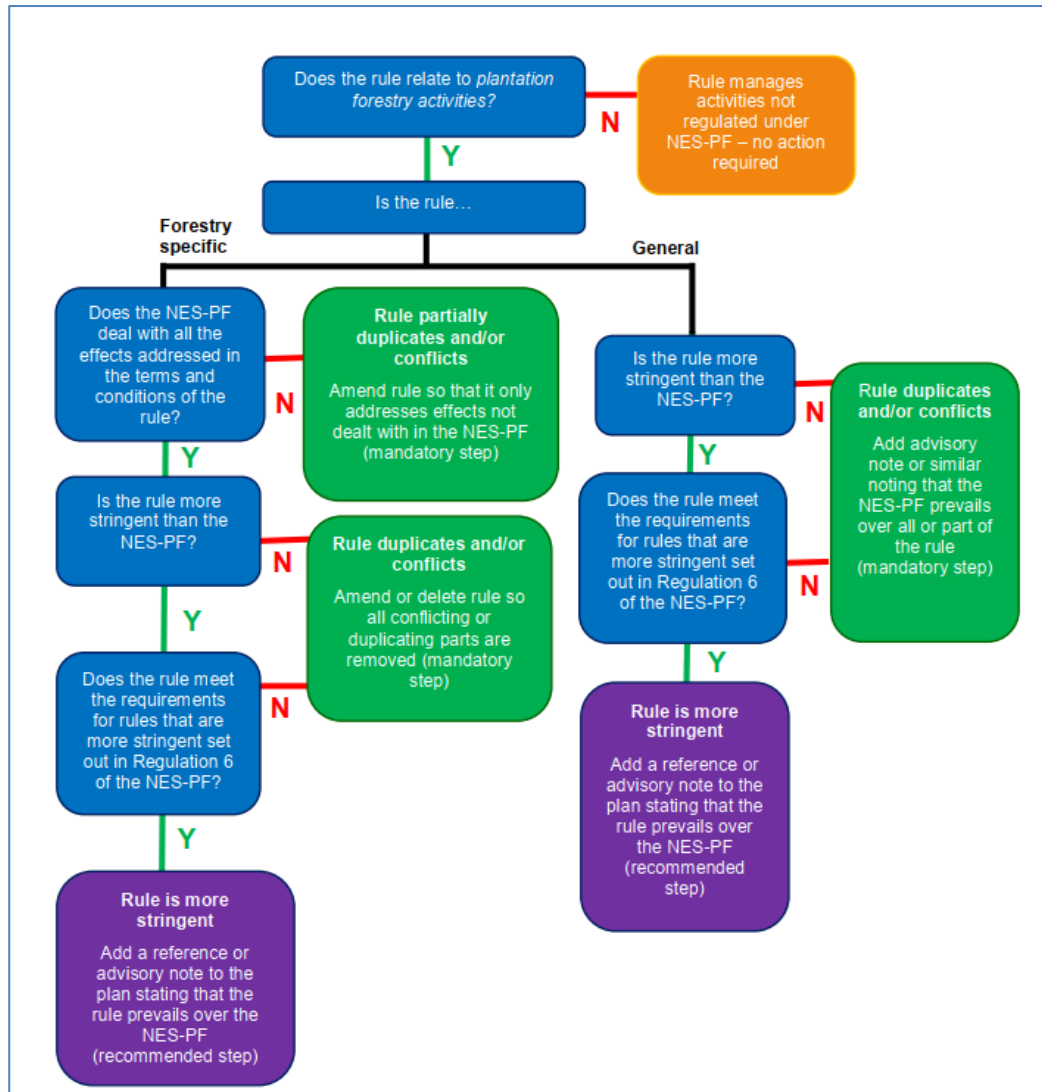 Does the rule relate to plantation
forestry activities?
N
Rule manages
activities not
regulated under
NES-PF – no action
required
Y
Is the rule…
Forestry
specific
General
Does the NES-PF
deal with all the
effects addressed in
the terms and
conditions of the
rule?
N
Rule partially
duplicates and/or
conflicts
Amend rule so that it only
addresses effects not
dealt with in the NES-PF
(mandatory step)
Y
Is the rule more
stringent than the
NES-PF?
N
Rule duplicates and/or
conflicts
Amend or delete rule so
all conflicting or
duplicating parts are
removed (mandatory
step)
Y
Does the rule meet
the requirements
for rules that are
more stringent set
out in Regulation 6
of the NES-PF?
N
Y
Rule is more
stringent
Add a reference or
advisory note to the
plan stating that the
rule prevails over the
NES-PF
(recommended step)
Is the rule more
stringent than the
NES-PF?
N
Rule duplicates
and/or conflicts
Add advisory
note or similar
noting that the
NES-PF prevails
over all or part of
the rule
(mandatory step)
Y
Does the rule meet
the requirements
for rules that are
more stringent set
out in Regulation 6
of the NES-PF?
N
Y
Rule is more
stringent
Add a reference or
advisory note to the
plan stating that the
rule prevails over
the NES-PF
(recommended
step)